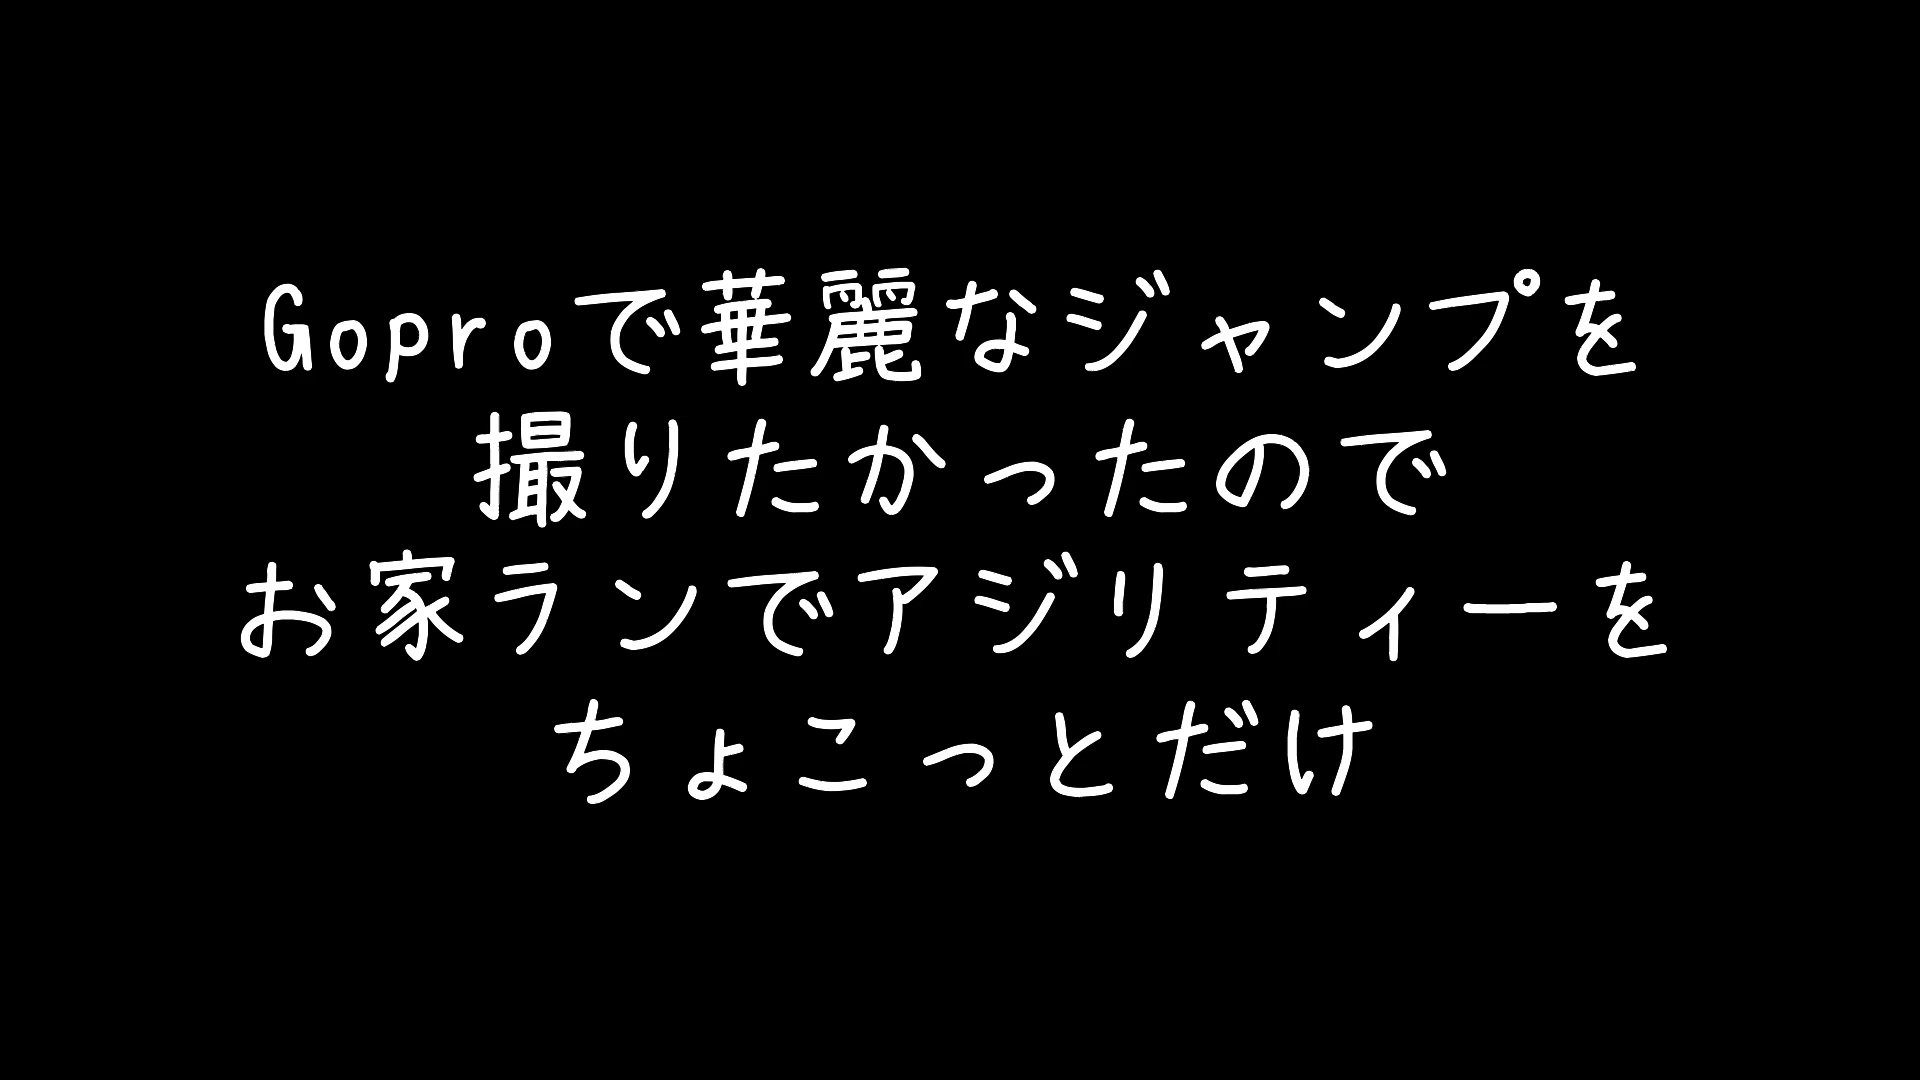 Goproで華麗なジャンプを
撮りたかったので
お家ランでアジリティーを
ちょこっとだけ